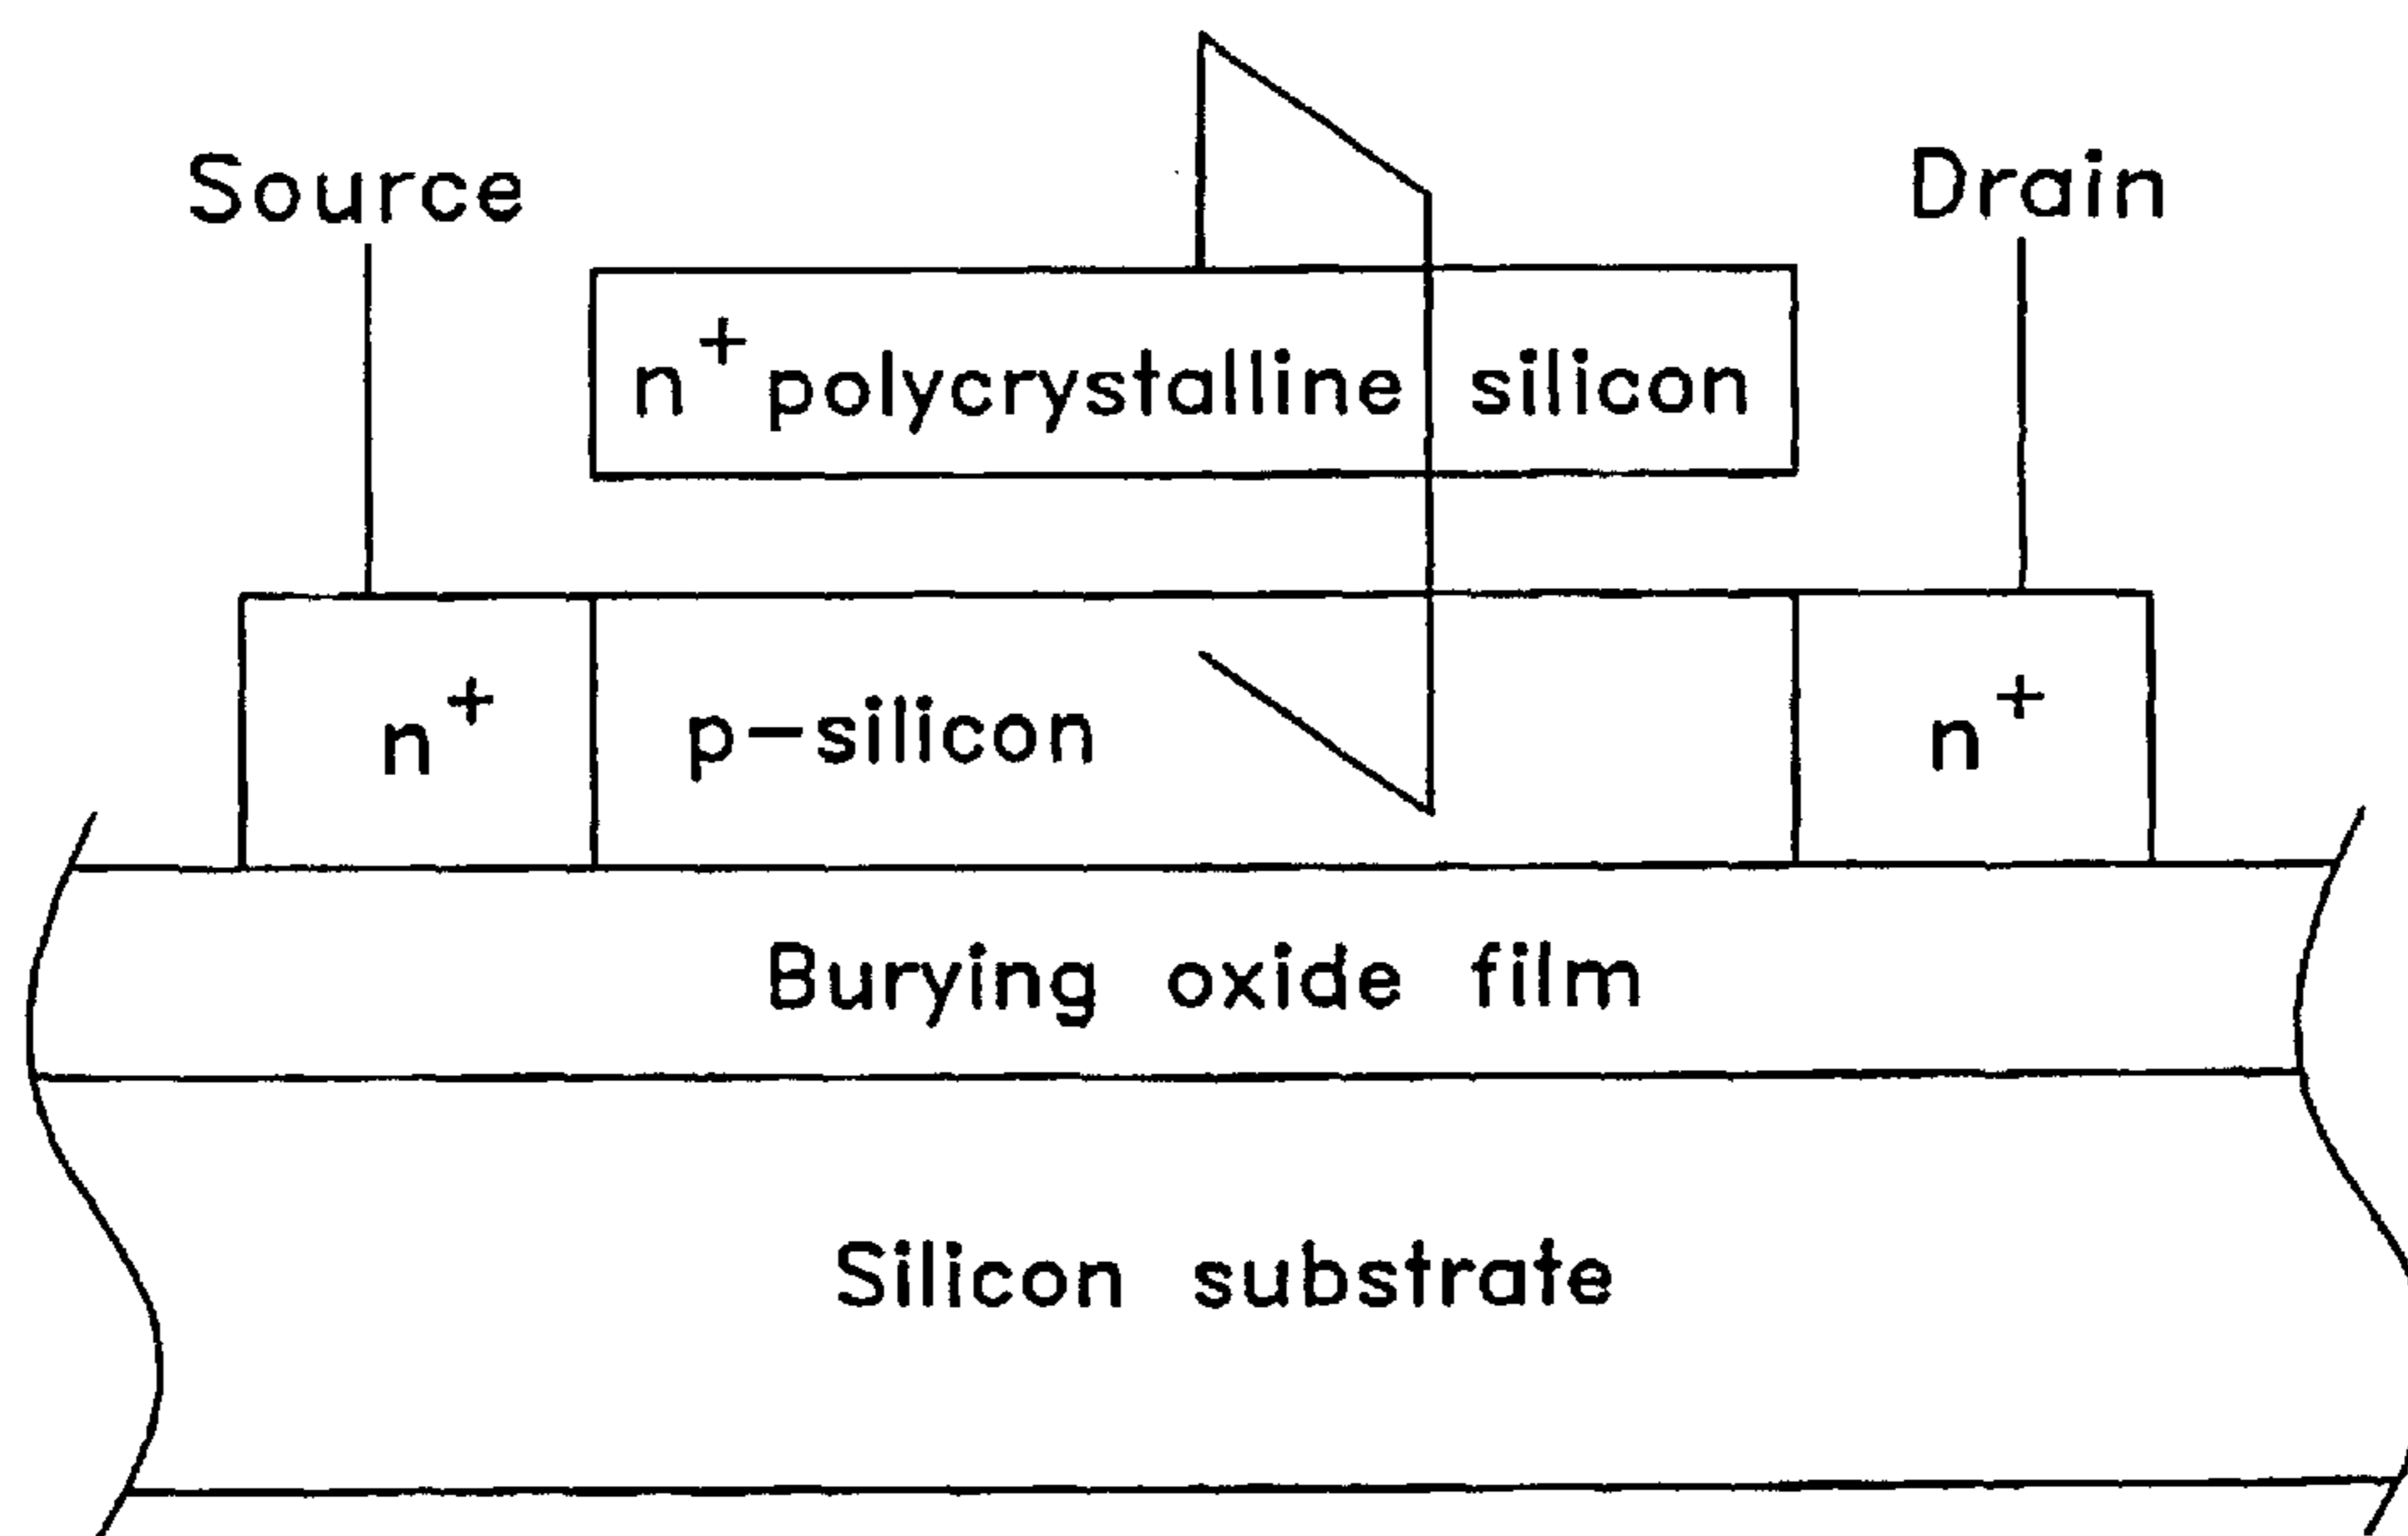 Source
Drain
n⁺ polycrystalline silicon
n⁺
p-silicon
n⁺
Burying oxide film
Silicon substrate